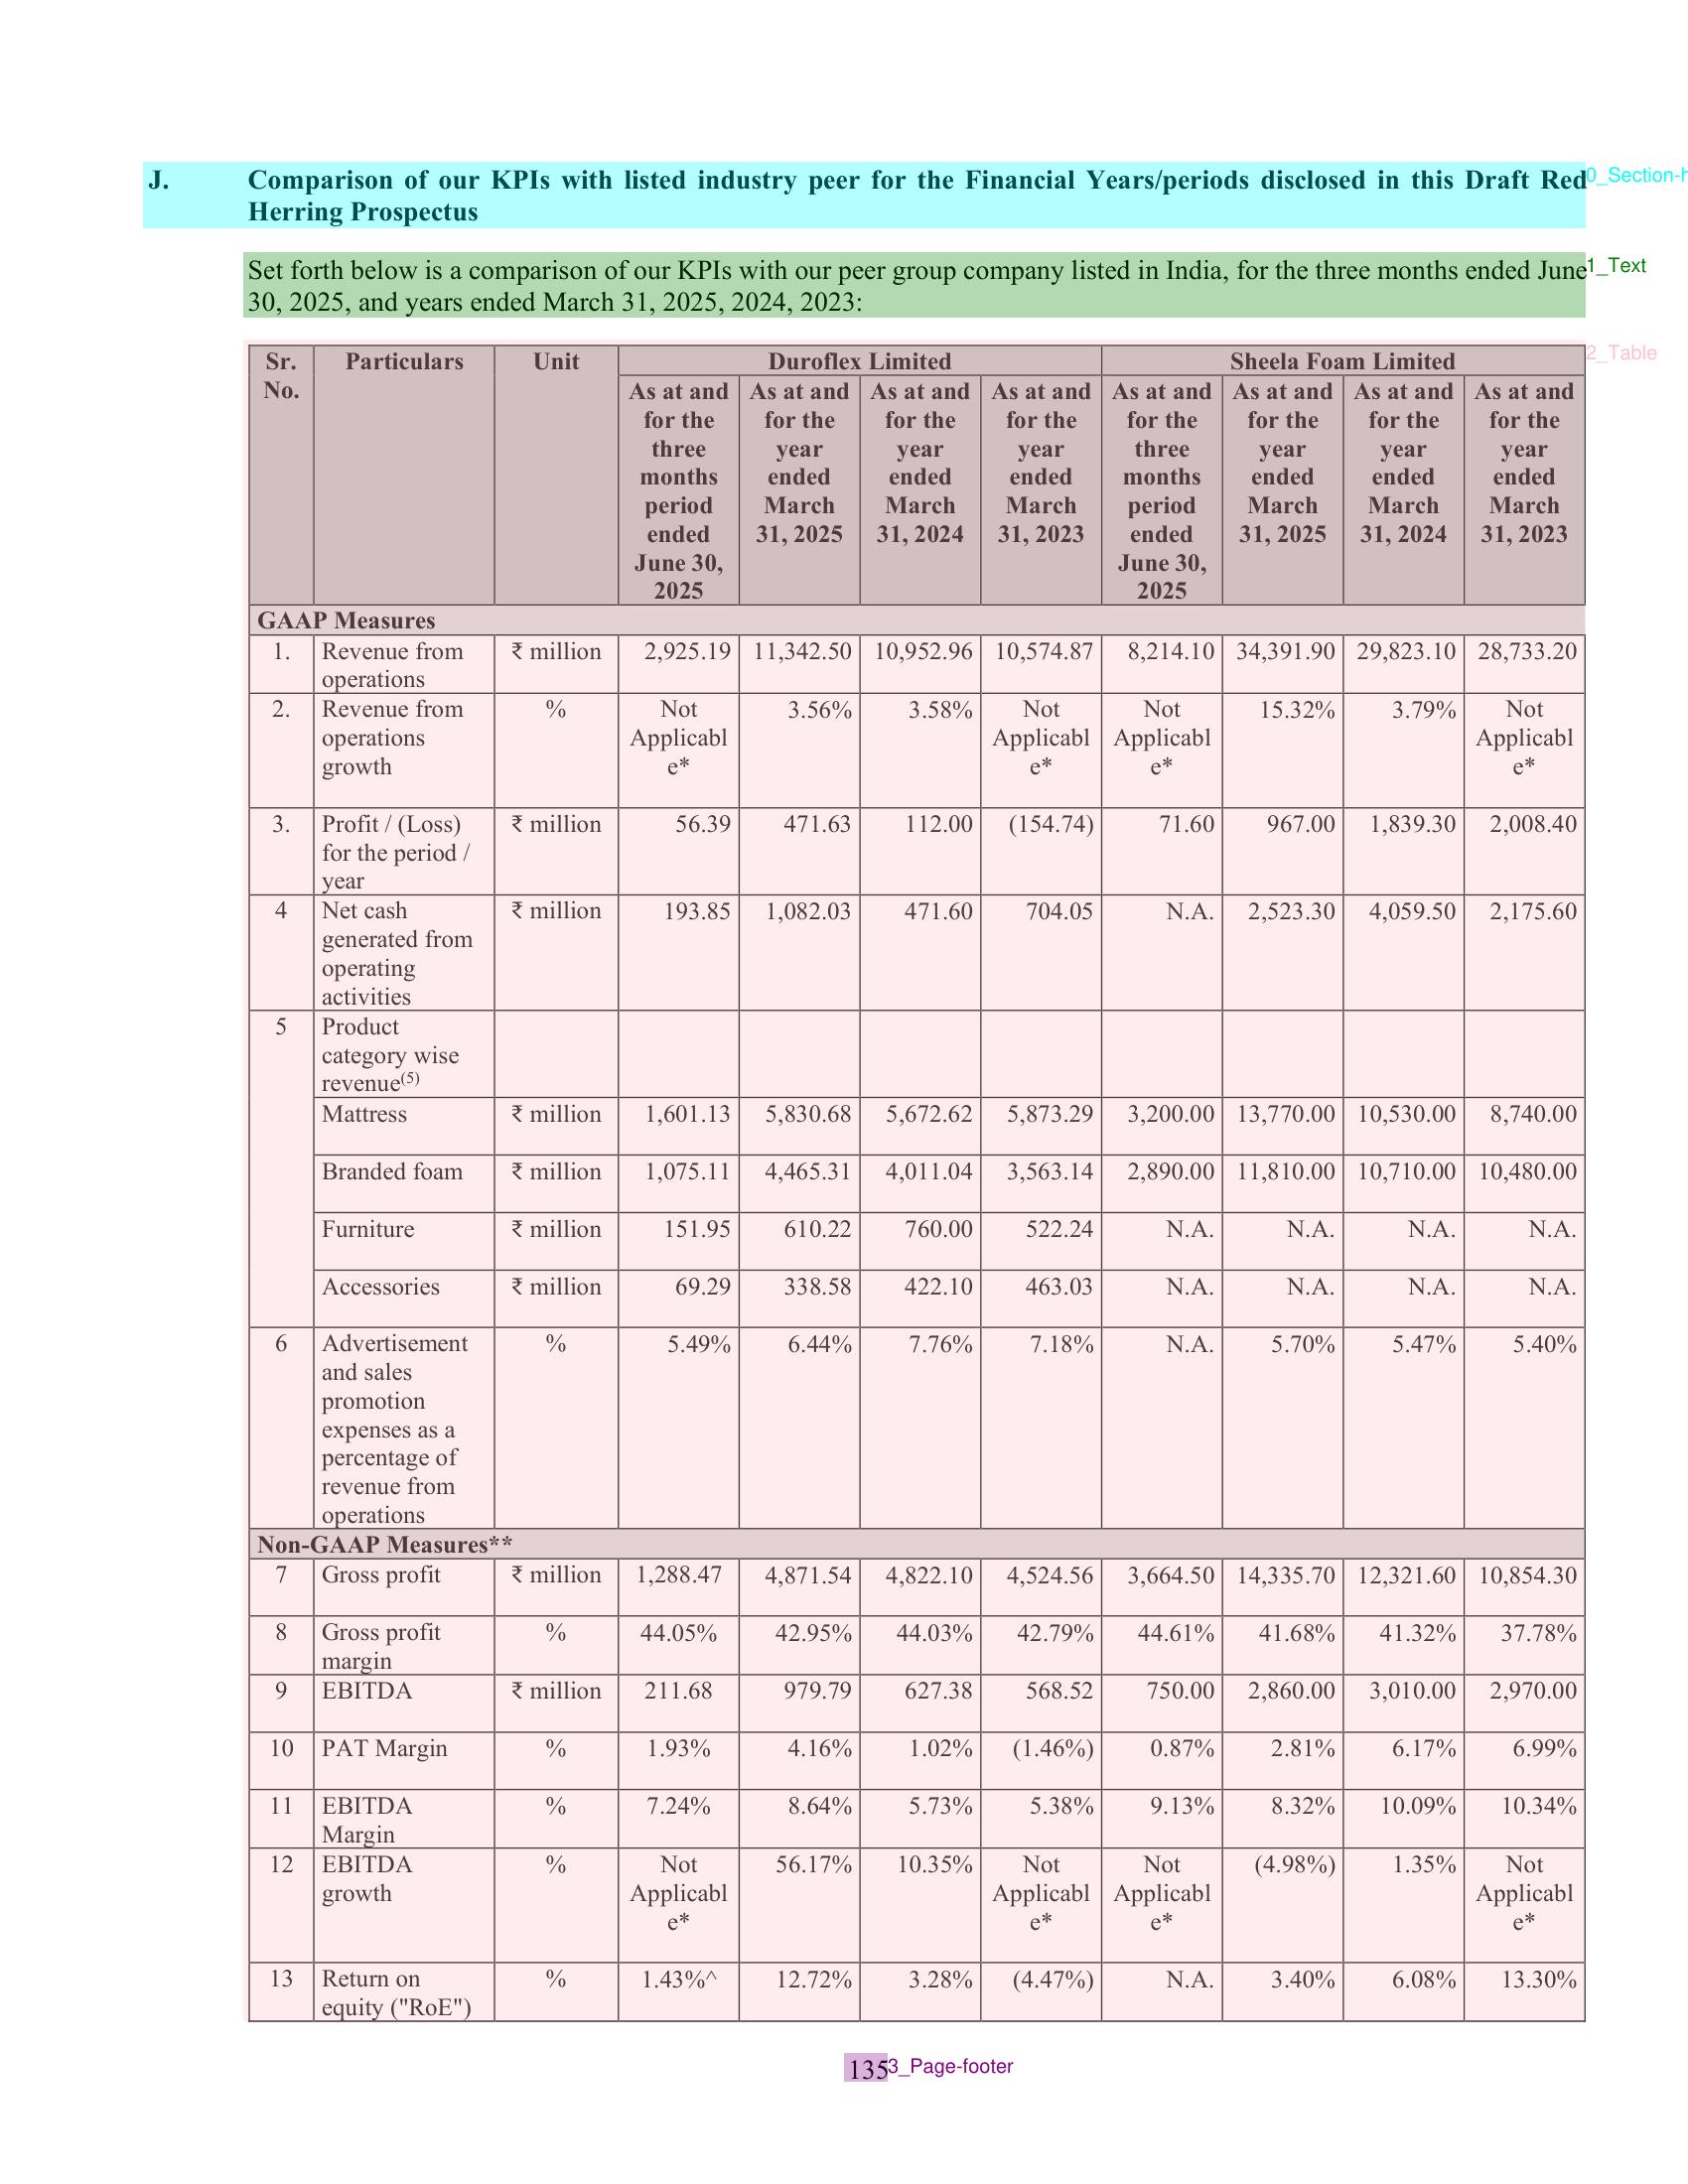 J. Comparison of our KPIs with listed industry peer for the Financial Years/periods disclosed in this Draft Red
Herring Prospectus
0_Section-h
Set forth below is a comparison of our KPIs with our peer group company listed in India, for the three months ended June
30, 2025, and years ended March 31, 2025, 2024, 2023:
1_Text
2_Table
Sr. Particulars Unit Duroflex Limited Sheela Foam Limited
No. As at and As at and As at and As at and As at and As at and As at and As at and
for the for the for the for the for the for the for the for the
three year year year three year year year
months ended ended ended months ended ended ended
period March March March period March March March
ended 31, 2025 31, 2024 31, 2023 ended 31, 2025 31, 2024 31, 2023
June 30, June 30,
2025 2025
GAAP Measures
1. Revenue from ₹ million 2,925.19 11,342.50 10,952.96 10,574.87 8,214.10 34,391.90 29,823.10 28,733.20
operations
2. Revenue from % Not 3.56% 3.58% Not Not 15.32% 3.79% Not
operations Applicabl Applicabl Applicabl Applicabl
growth e* e* e* e*
3. Profit / (Loss) ₹ million 56.39 471.63 112.00 (154.74) 71.60 967.00 1,839.30 2,008.40
for the period /
year
4 Net cash ₹ million 193.85 1,082.03 471.60 704.05 N.A. 2,523.30 4,059.50 2,175.60
generated from
operating
activities
5 Product
category wise
revenue(5)
Mattress ₹ million 1,601.13 5,830.68 5,672.62 5,873.29 3,200.00 13,770.00 10,530.00 8,740.00
Branded foam ₹ million 1,075.11 4,465.31 4,011.04 3,563.14 2,890.00 11,810.00 10,710.00 10,480.00
Furniture ₹ million 151.95 610.22 760.00 522.24 N.A. N.A. N.A. N.A.
Accessories ₹ million 69.29 338.58 422.10 463.03 N.A. N.A. N.A. N.A.
6 Advertisement % 5.49% 6.44% 7.76% 7.18% N.A. 5.70% 5.47% 5.40%
and sales
promotion
expenses as a
percentage of
revenue from
operations
Non-GAAP Measures**
7 Gross profit ₹ million 1,288.47 4,871.54 4,822.10 4,524.56 3,664.50 14,335.70 12,321.60 10,854.30
8 Gross profit % 44.05% 42.95% 44.03% 42.79% 44.61% 41.68% 41.32% 37.78%
margin
9 EBITDA ₹ million 211.68 979.79 627.38 568.52 750.00 2,860.00 3,010.00 2,970.00
10 PAT Margin % 1.93% 4.16% 1.02% (1.46%) 0.87% 2.81% 6.17% 6.99%
11 EBITDA % 7.24% 8.64% 5.73% 5.38% 9.13% 8.32% 10.09% 10.34%
Margin
12 EBITDA % Not 56.17% 10.35% Not Not (4.98%) 1.35% Not
growth Applicabl Applicabl Applicabl Applicabl
e* e* e* e*
13 Return on % 1.43%^ 12.72% 3.28% (4.47%) N.A. 3.40% 6.08% 13.30%
equity ("RoE")
135
3_Page-footer